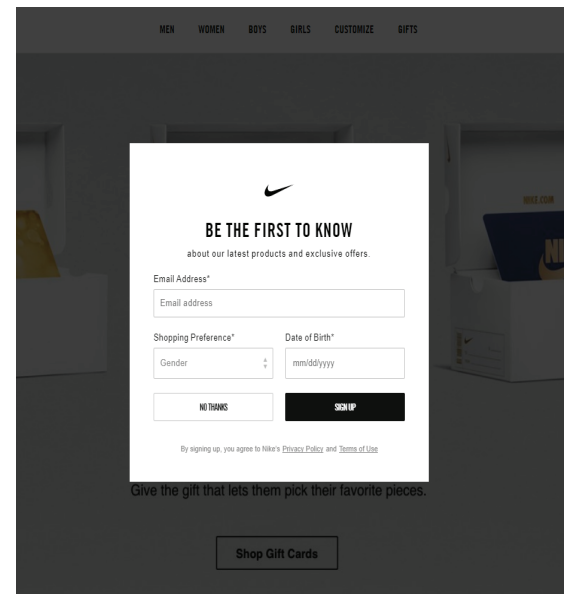 MEN WOMEN BOYS GIRLS CUSTOMIZE GIFTS
NIKE.COM
NI
BE THE FIRST TO KNOW
about our latest products and exclusive offers.
Email Address*
Email address
Shopping Preference* Date of Birth*
Gender mm/dd/yyyy
NO THANKS SIGN UP
By signing up, you agree to Nike's Privacy Policy and Terms of Use
Give the gift that lets them pick their favorite pieces.
Shop Gift Cards